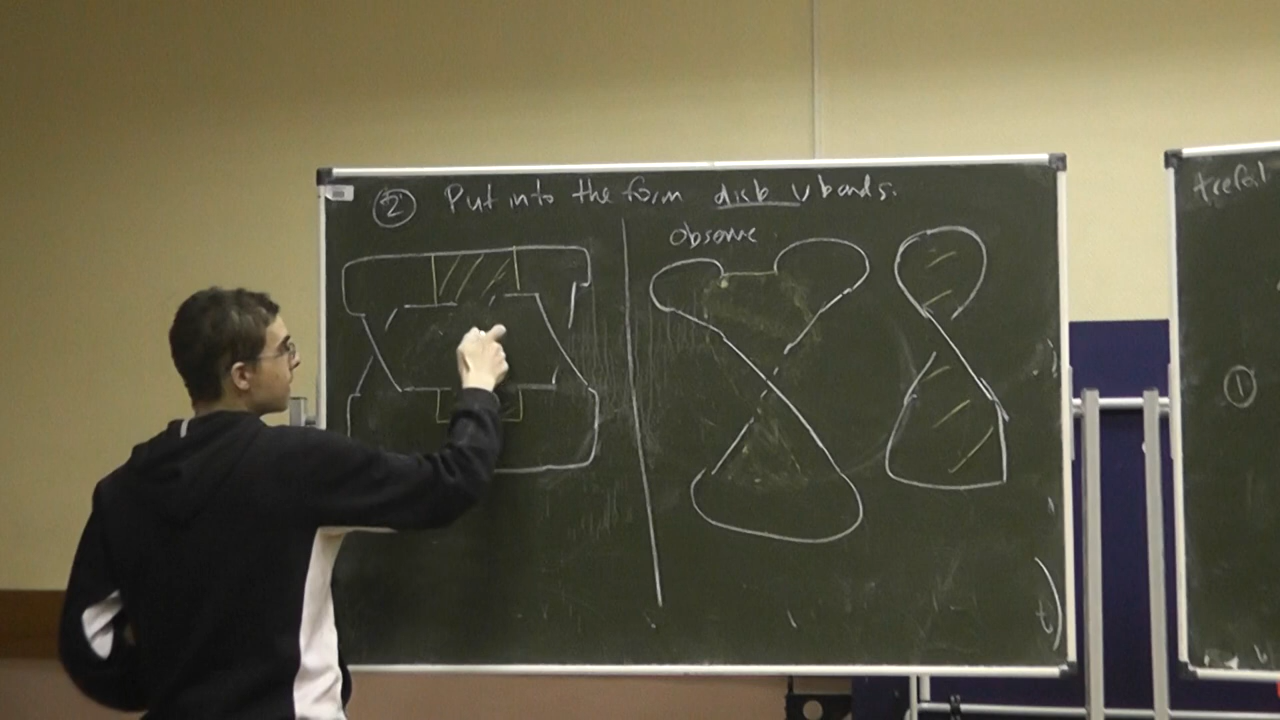 ② Put into the form disk ∪ bands.
observe
trefoil
①